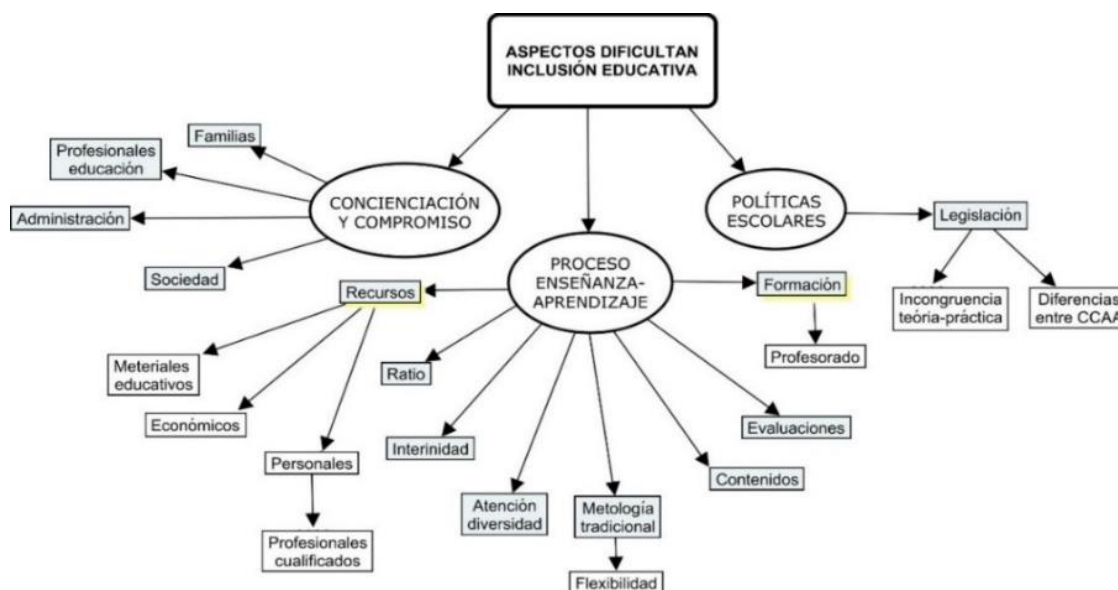 ASPECTOS DIFICULTAN
INCLUSIÓN EDUCATIVA
Familias
Profesionales
educación
Administración
Sociedad
CONCIENCIACIÓN
Y COMPROMISO
POLÍTICAS
ESCOLARES
Legislación
Incongruencia
teória-práctica
Diferencias
entre CCAA
PROCESO
ENSEÑANZA-
APRENDIZAJE
Recursos
Formación
Profesorado
Meteriales
educativos
Económicos
Personales
Profesionales
cualificados
Ratio
Interinidad
Atención
diversidad
Metología
tradicional
Flexibilidad
Contenidos
Evaluaciones